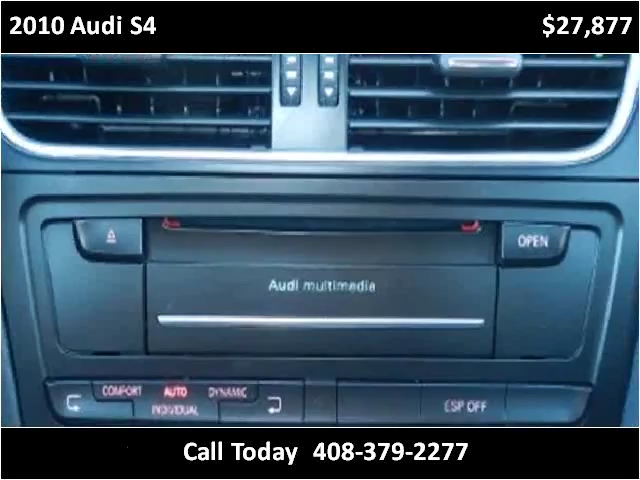 2010 Audi S4 $27,877
OPEN
Audi multimedia
COMFORT AUTO DYNAMIC
INDIVIDUAL
ESP OFF
Call Today 408-379-2277